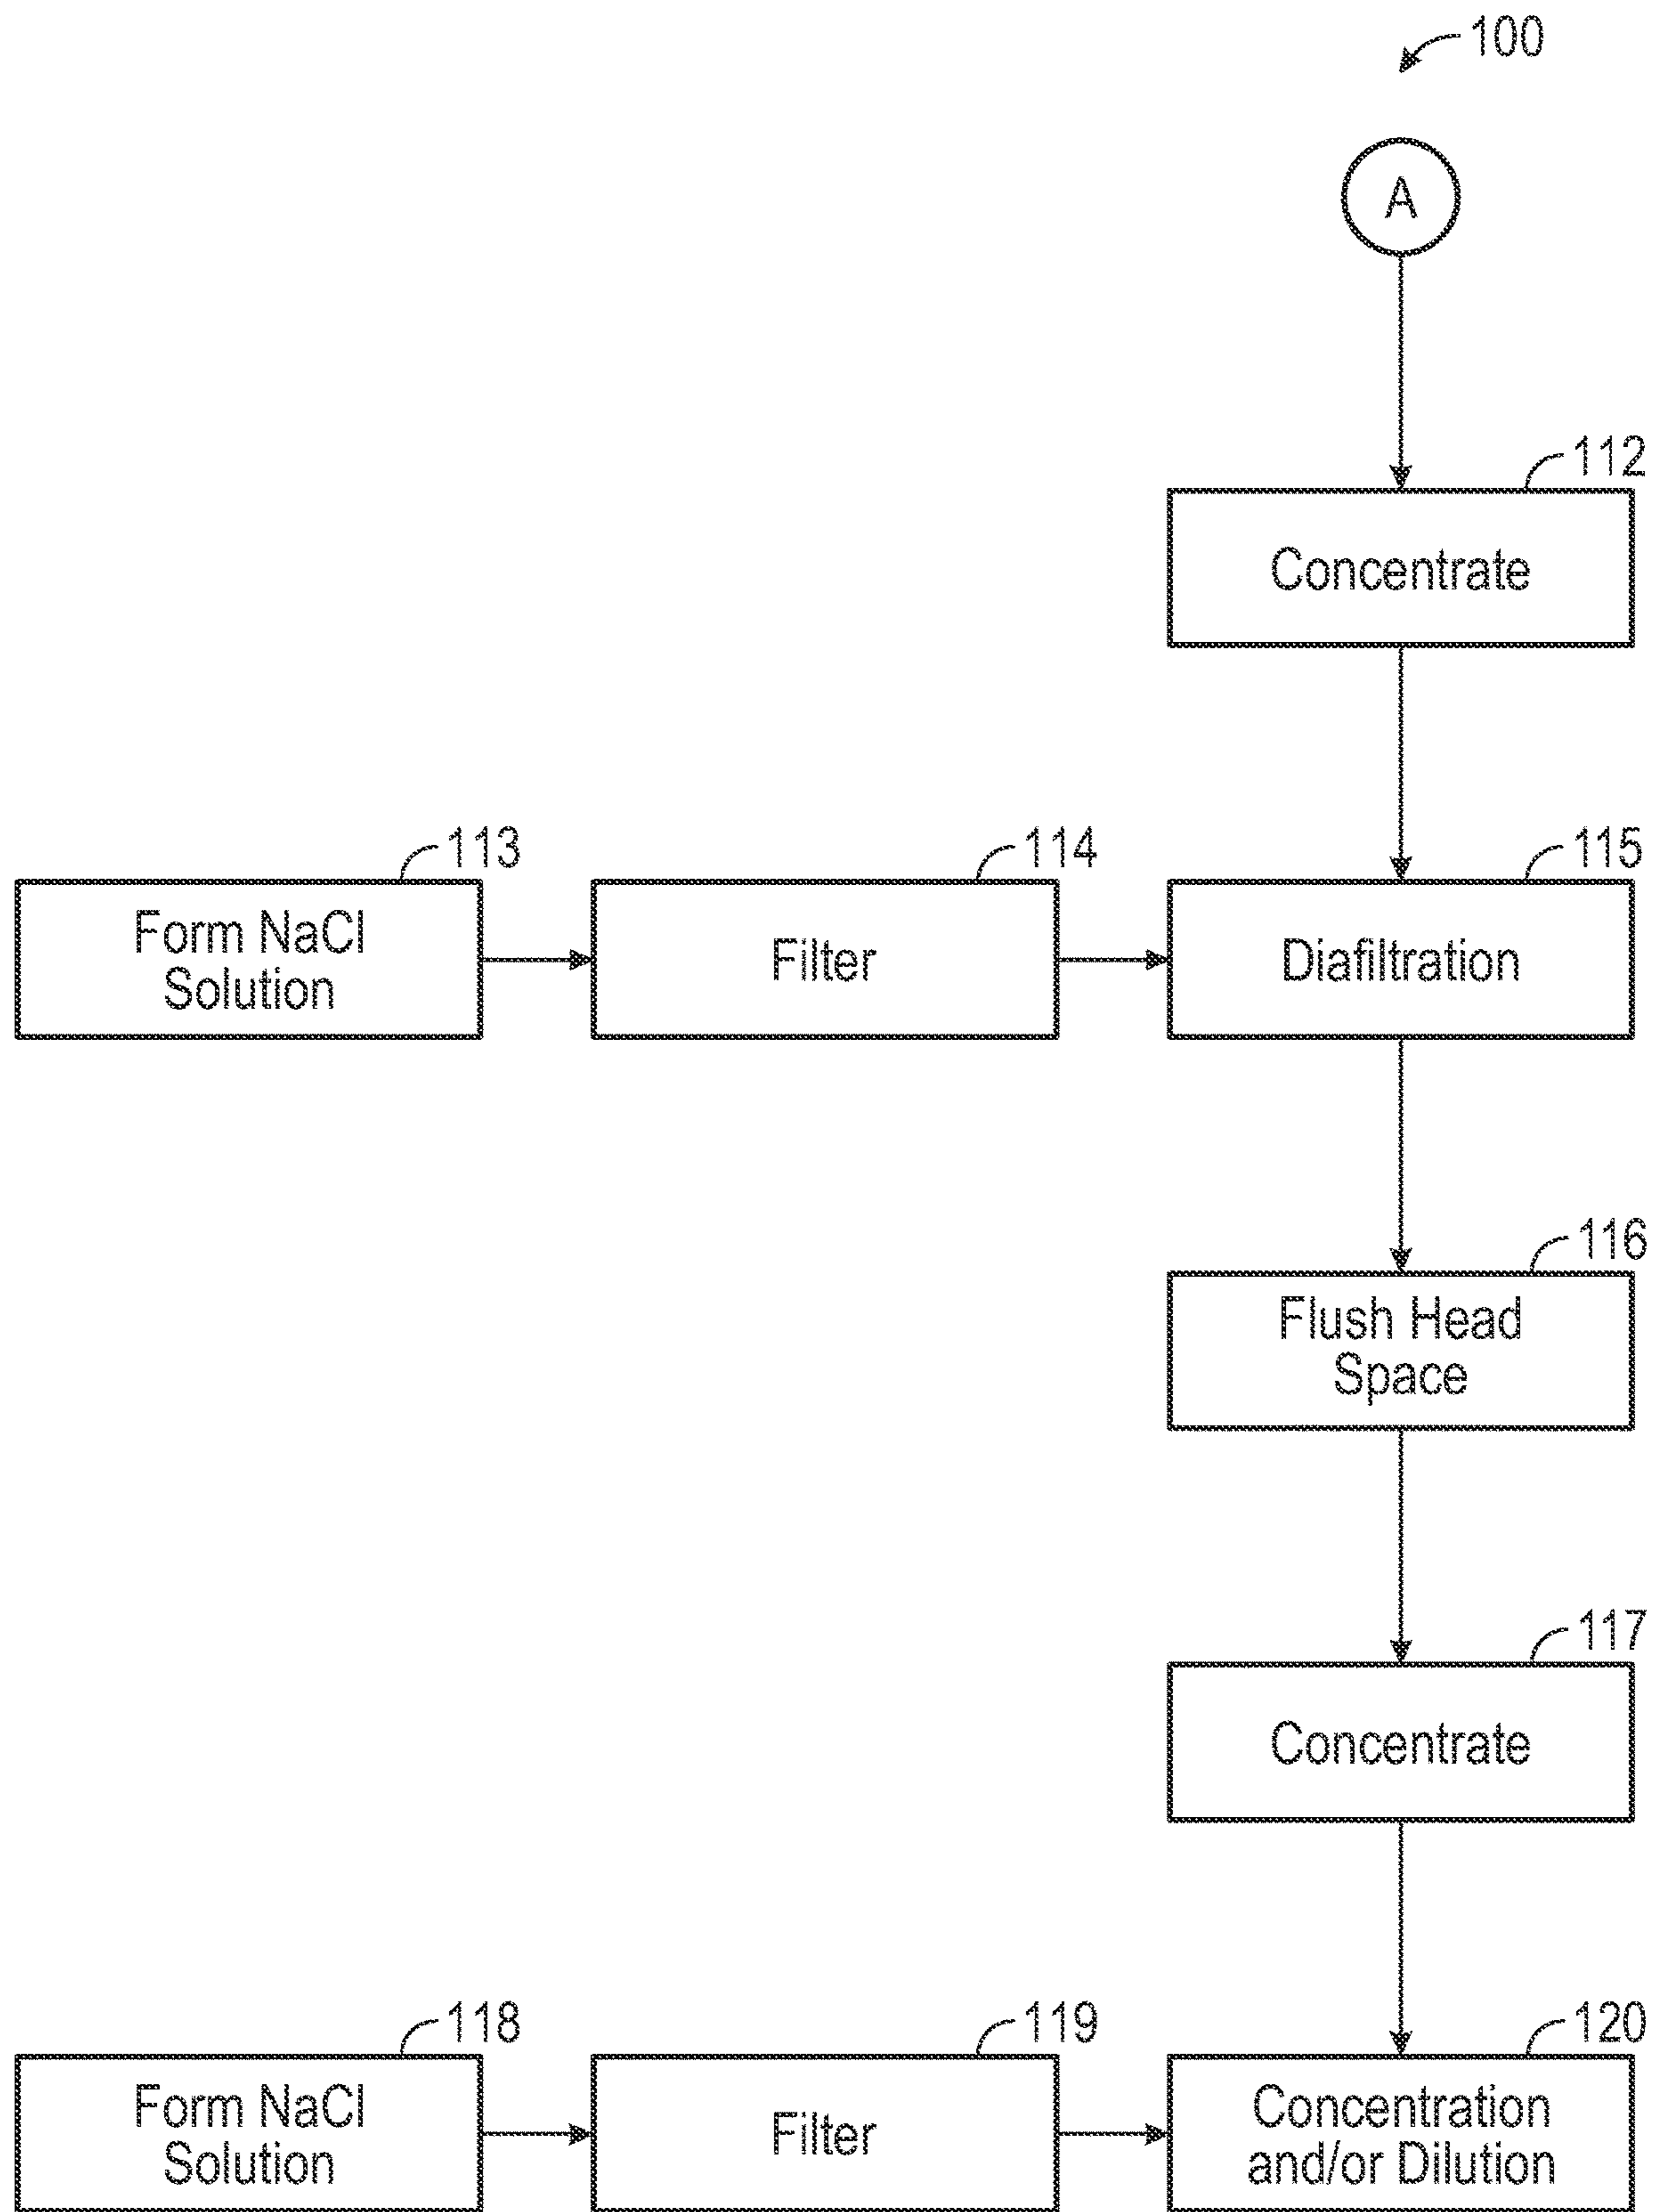 100
A
112
Concentrate
113
114
115
Form NaCl
Solution
Filter
Diafiltration
116
Flush Head
Space
117
Concentrate
118
119
120
Form NaCl
Solution
Filter
Concentration
and/or Dilution